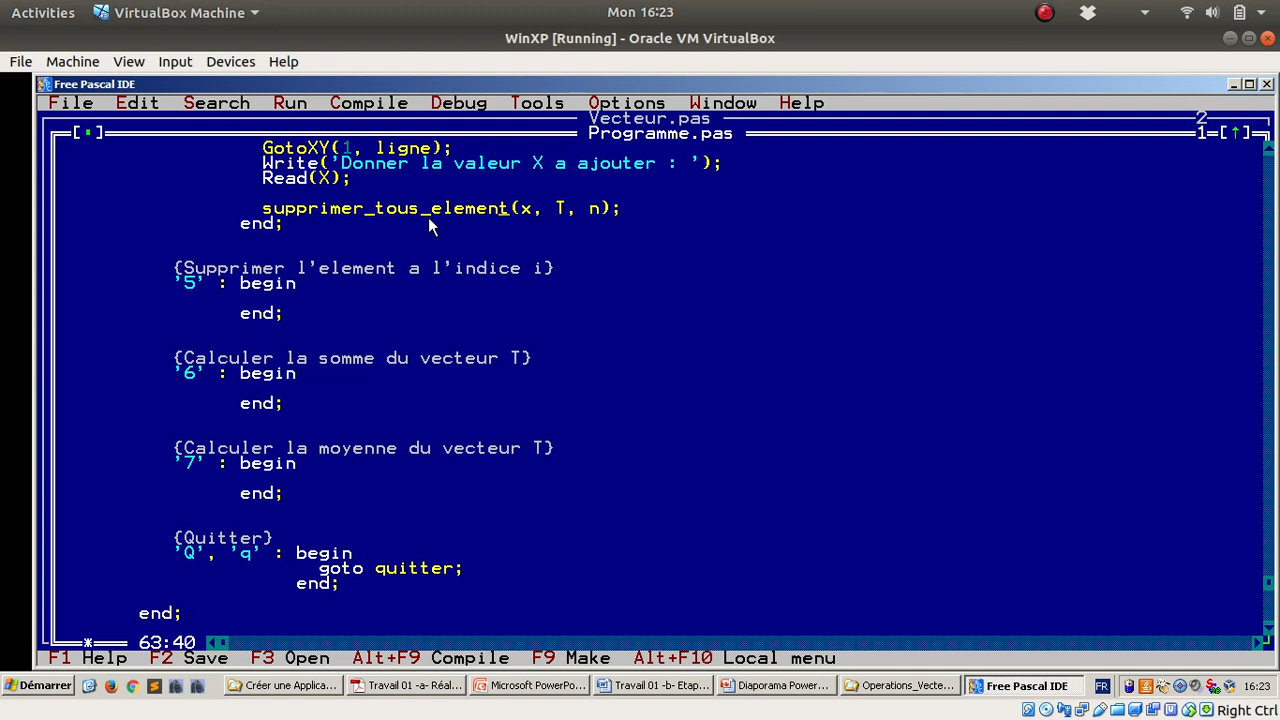 Activities VirtualBox Machine Mon 16:23
WinXP [Running] - Oracle VM VirtualBox
File Machine View Input Devices Help
Free Pascal IDE
File Edit Search Run Compile Debug Tools Options Window Help
Vecteur.pas 2
[▪] Programme.pas 1=[↑]
GotoXY(1, ligne);
Write('Donner la valeur X a ajouter : ');
Read(X);
supprimer_tous_element(x, T, n);
end;
{Supprimer l'element a l'indice i}
'5' : begin
end;
{Calculer la somme du vecteur T}
'6' : begin
end;
{Calculer la moyenne du vecteur T}
'7' : begin
end;
{Quitter}
'Q', 'q' : begin
goto quitter;
end;
end;
* 63:40
F1 Help F2 Save F3 Open Alt+F9 Compile F9 Make Alt+F10 Local menu
Démarrer Créer une Applica... Travail 01 -a- Réal... Microsoft PowerPo... Travail 01 -b- Etap... Diaporama Power... Operations_Vecte... Free Pascal IDE FR 16:23
Right Ctrl